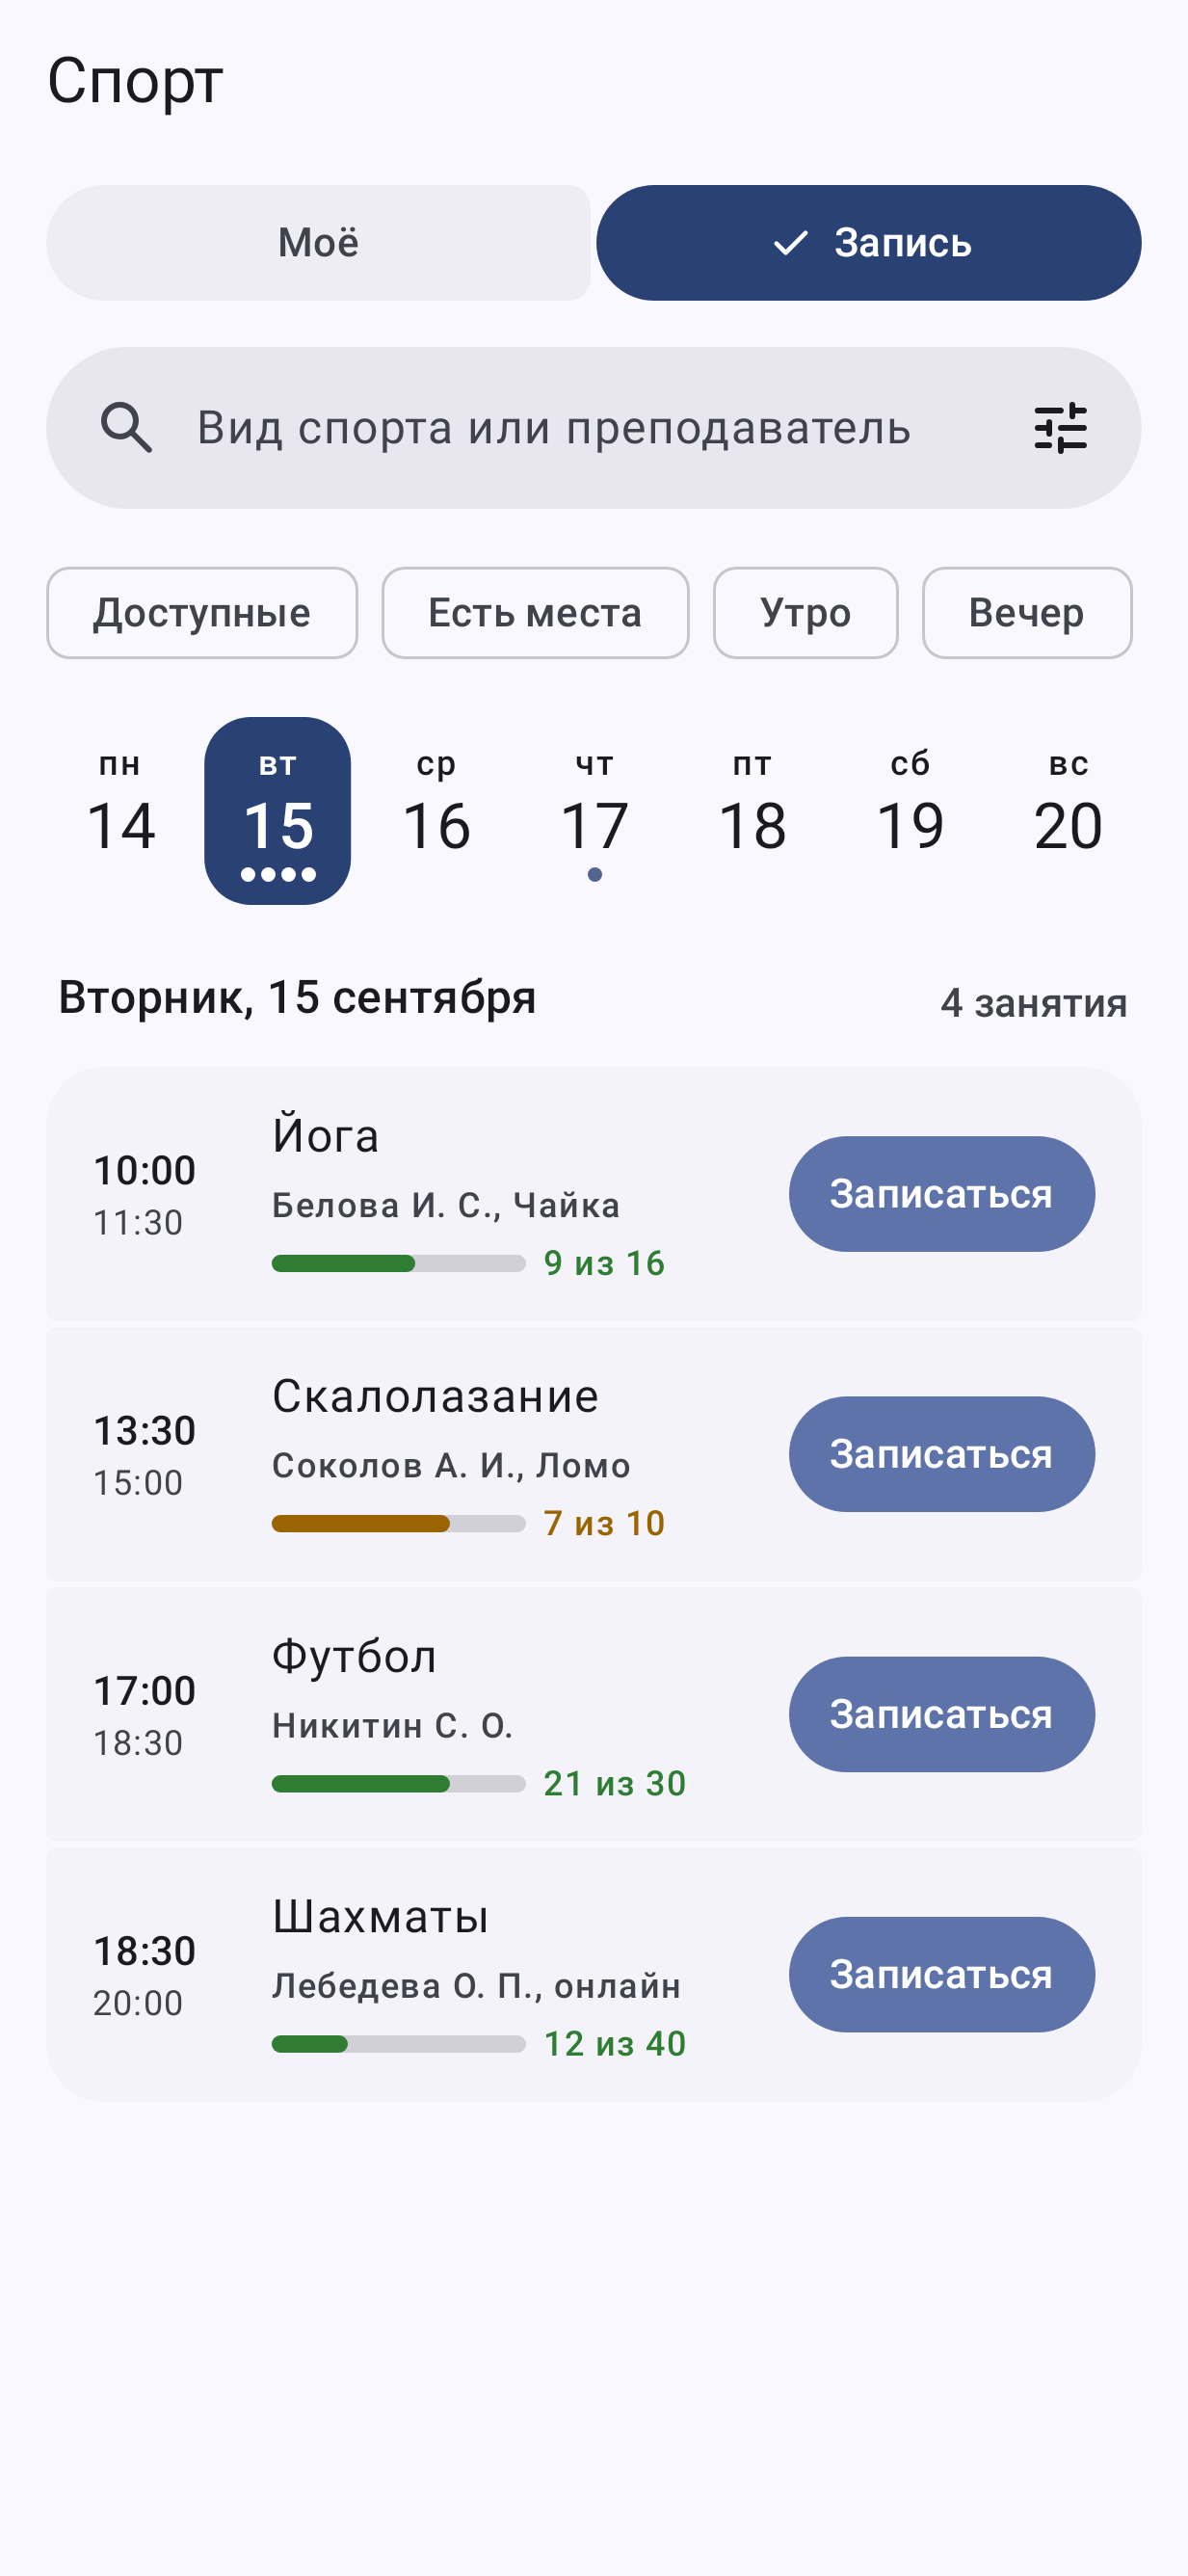 Спорт
Моё
Запись
Вид спорта или преподаватель
Доступные Есть места Утро Вечер
пн вт ср чт пт сб вс
14 15 16 17 18 19 20
Вторник, 15 сентября
4 занятия
10:00
11:30
Йога
Белова И. С., Чайка
9 из 16
Записаться
13:30
15:00
Скалолазание
Соколов А. И., Ломо
7 из 10
Записаться
17:00
18:30
Футбол
Никитин С. О.
21 из 30
Записаться
18:30
20:00
Шахматы
Лебедева О. П., онлайн
12 из 40
Записаться